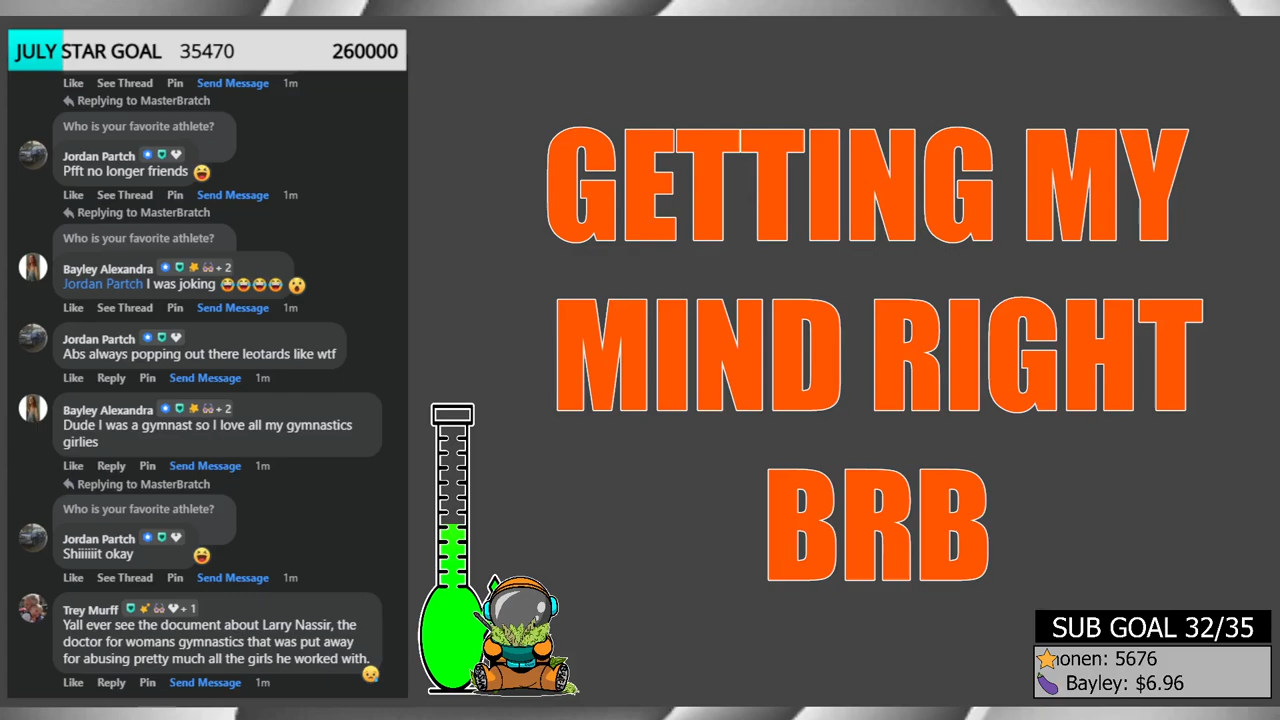 JULY STAR GOAL 35470 260000
Like See Thread Pin Send Message 1m
Replying to MasterBratch
Who is your favorite athlete?
Jordan Partch
Pfft no longer friends
Like See Thread Pin Send Message 1m
Replying to MasterBratch
Who is your favorite athlete?
Bayley Alexandra + 2
Jordan Partch I was joking
Like See Thread Pin Send Message 1m
Jordan Partch
Abs always popping out there leotards like wtf
Like Reply Pin Send Message 1m
Bayley Alexandra + 2
Dude I was a gymnast so I love all my gymnastics
girlies
Like Reply Pin Send Message 1m
Replying to MasterBratch
Who is your favorite athlete?
Jordan Partch
Shiiiiiit okay
Like See Thread Pin Send Message 1m
Trey Murff + 1
Yall ever see the document about Larry Nassir, the
doctor for womans gymnastics that was put away
for abusing pretty much all the girls he worked with.
Like Reply Pin Send Message 1m
GETTING MY
MIND RIGHT
BRB
SUB GOAL 32/35
onen: 5676
Bayley: $6.96